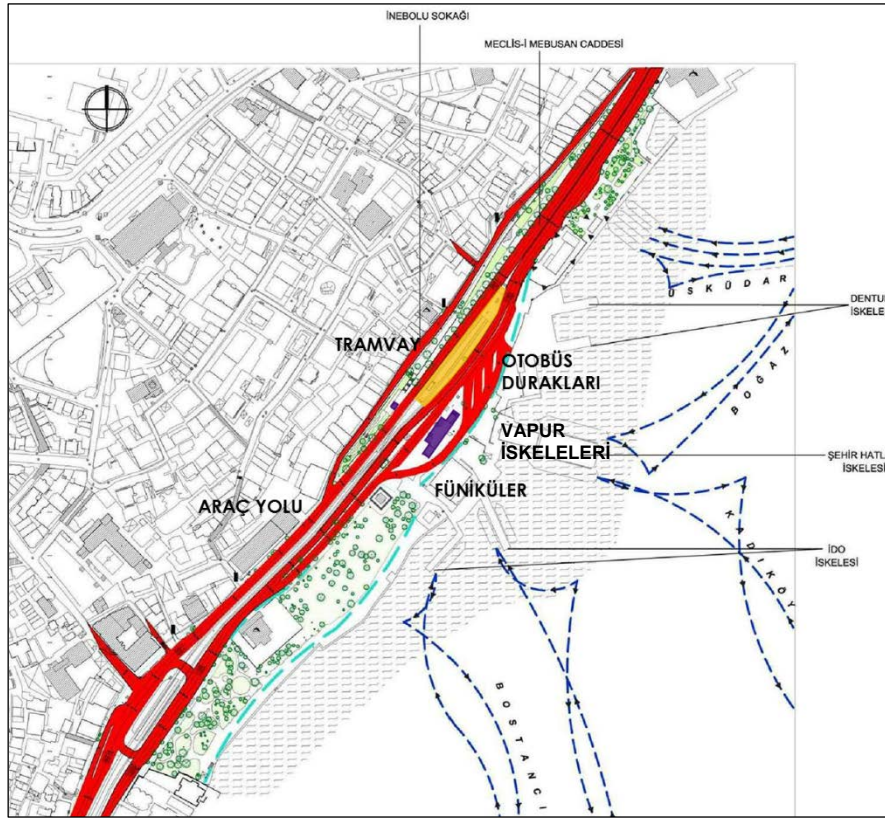 İNEBOLU SOKAĞI
MECLİS-İ MEBUSAN CADDESİ
ÜSKÜDAR
DENTUR
İSKELE
BOĞAZ
TRAMVAY
OTOBÜS
DURAKLARI
VAPUR
İSKELELERİ
ŞEHİR HATL
İSKELESİ
FÜNİKÜLER
ARAÇ YOLU
KADIKÖY
İDO
İSKELESİ
BOSTANCI